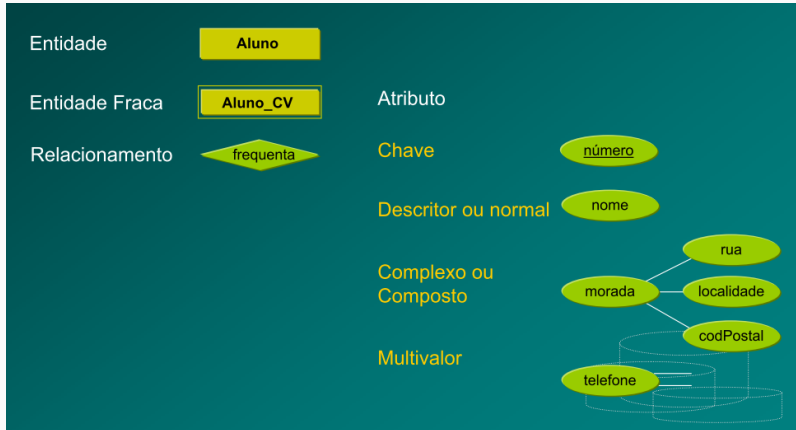 Entidade
Aluno
Entidade Fraca
Aluno_CV
Relacionamento
frequenta
Atributo
Chave
número
Descritor ou normal
nome
Complexo ou
Composto
morada
rua
localidade
codPostal
Multivalor
telefone